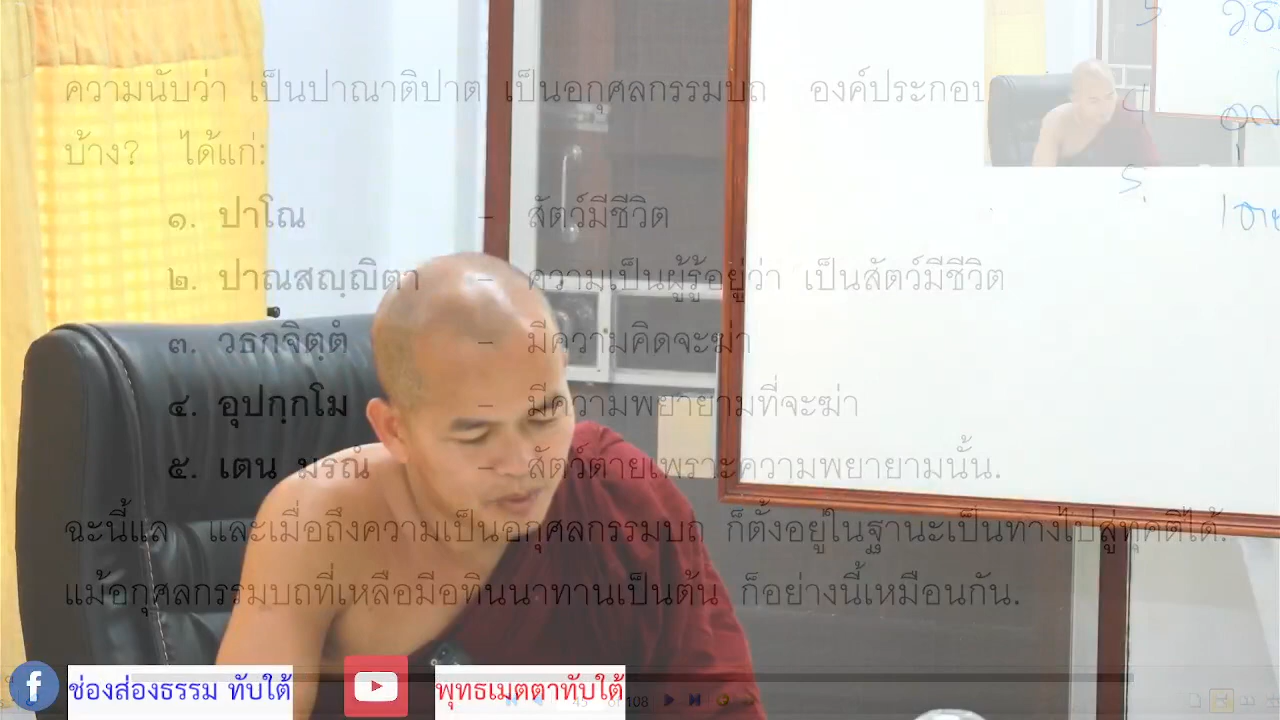 ความนับว่า เป็นปาณาติปาต เป็นอกุศลกรรมบถ องค์ประกอบ
บ้าง? ได้แก่:
๑. ปาโณ – สัตว์มีชีวิต
๒. ปาณสญฺญิตา – ความเป็นผู้รู้อยู่ว่า เป็นสัตว์มีชีวิต
๓. วธกจิตฺตํ – มีความคิดจะฆ่า
๔. อุปกฺกโม – มีความพยายามที่จะฆ่า
๕. เตน มรณํ – สัตว์ตายเพราะความพยายามนั้น.
ฉะนี้แล และเมื่อถึงความเป็นอกุศลกรรมบถ ก็ตั้งอยู่ในฐานะเป็นทางไปสู่ทุคติได้.
แม้อกุศลกรรมบถที่เหลือมีอทินนาทานเป็นต้น ก็อย่างนี้เหมือนกัน.
ช่องส่องธรรม ทับใต้
พุทธเมตตาทับใต้
108